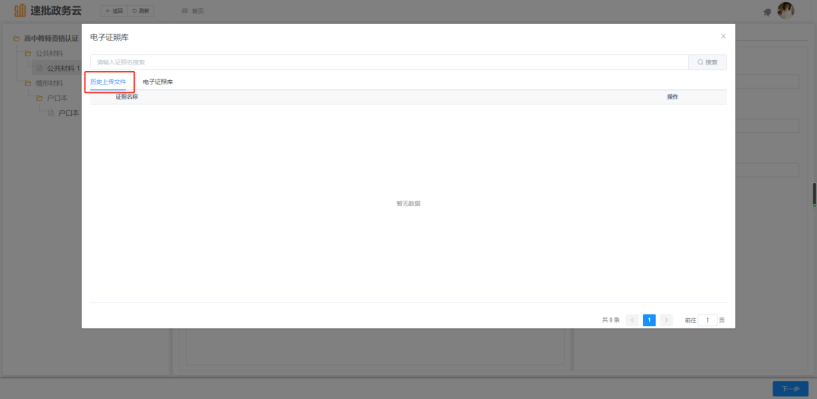 速批政务云
返回
刷新
首页
高中教师资格认证
公共材料
公共材料 1
情形材料
户口本
户口本
电子证照库
请输入证照名搜索
搜索
历史上传文件
电子证照库
证照名称
操作
暂无数据
1
前往
1
页
下一步